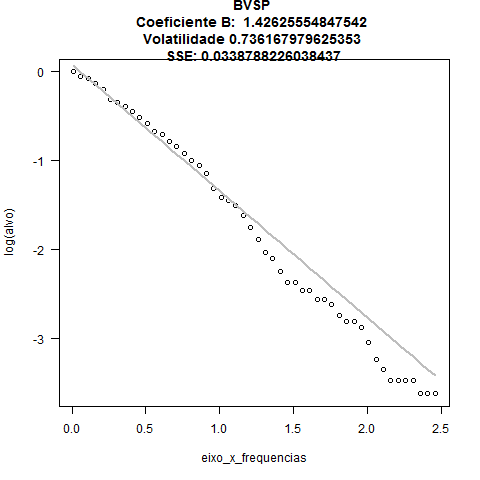 BVSP
Coeficiente B:  1.42625554847542
Volatilidade 0.736167979625353
SSE: 0.0338788226038437
log(alvo)
0
-1
-2
-3
0.0 0.5 1.0 1.5 2.0 2.5
eixo_x_frequencias